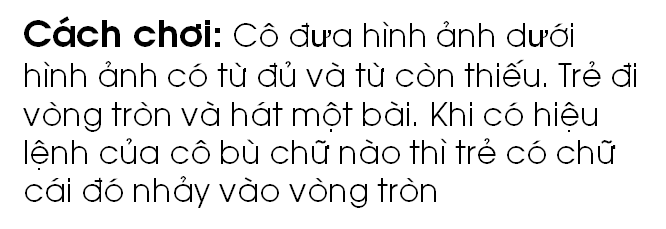 Cách chơi: Cô đưa hình ảnh dưới
hình ảnh có từ đủ và từ còn thiếu. Trẻ đi
vòng tròn và hát một bài. Khi có hiệu
lệnh của cô bù chữ nào thì trẻ có chữ
cái đó nhảy vào vòng tròn